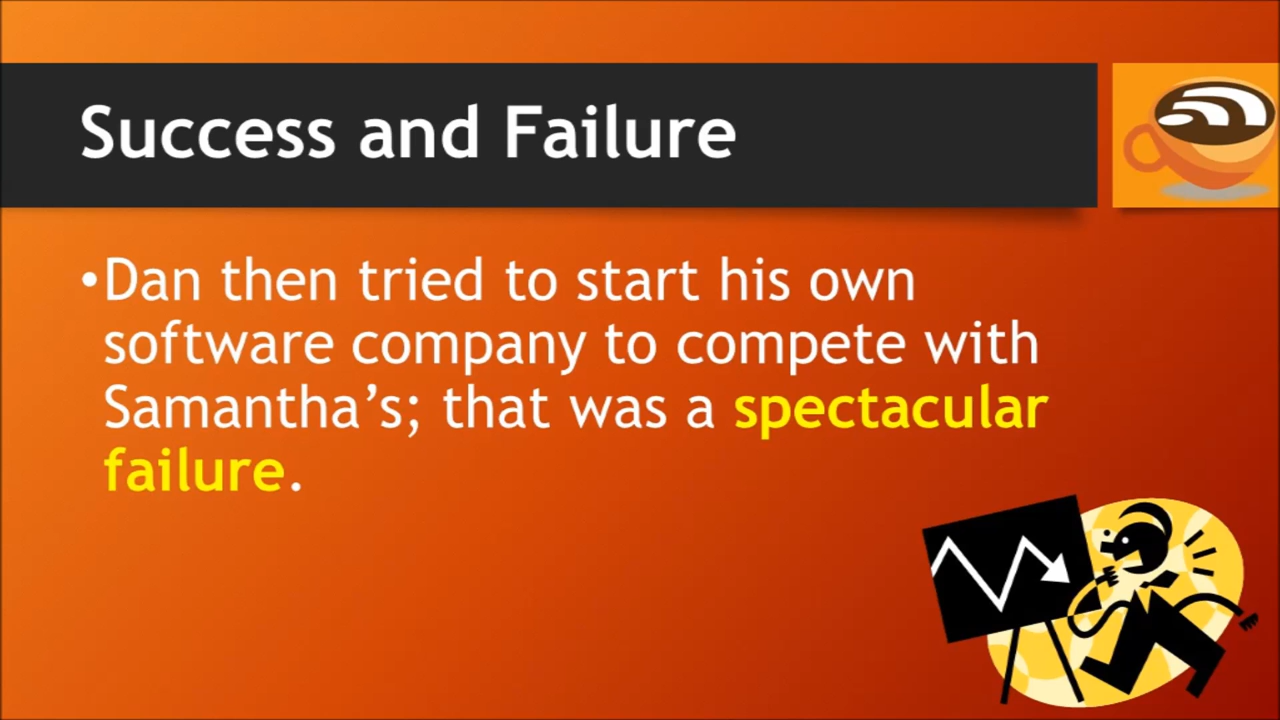 Success and Failure
•Dan then tried to start his own
software company to compete with
Samantha’s; that was a spectacular
failure.